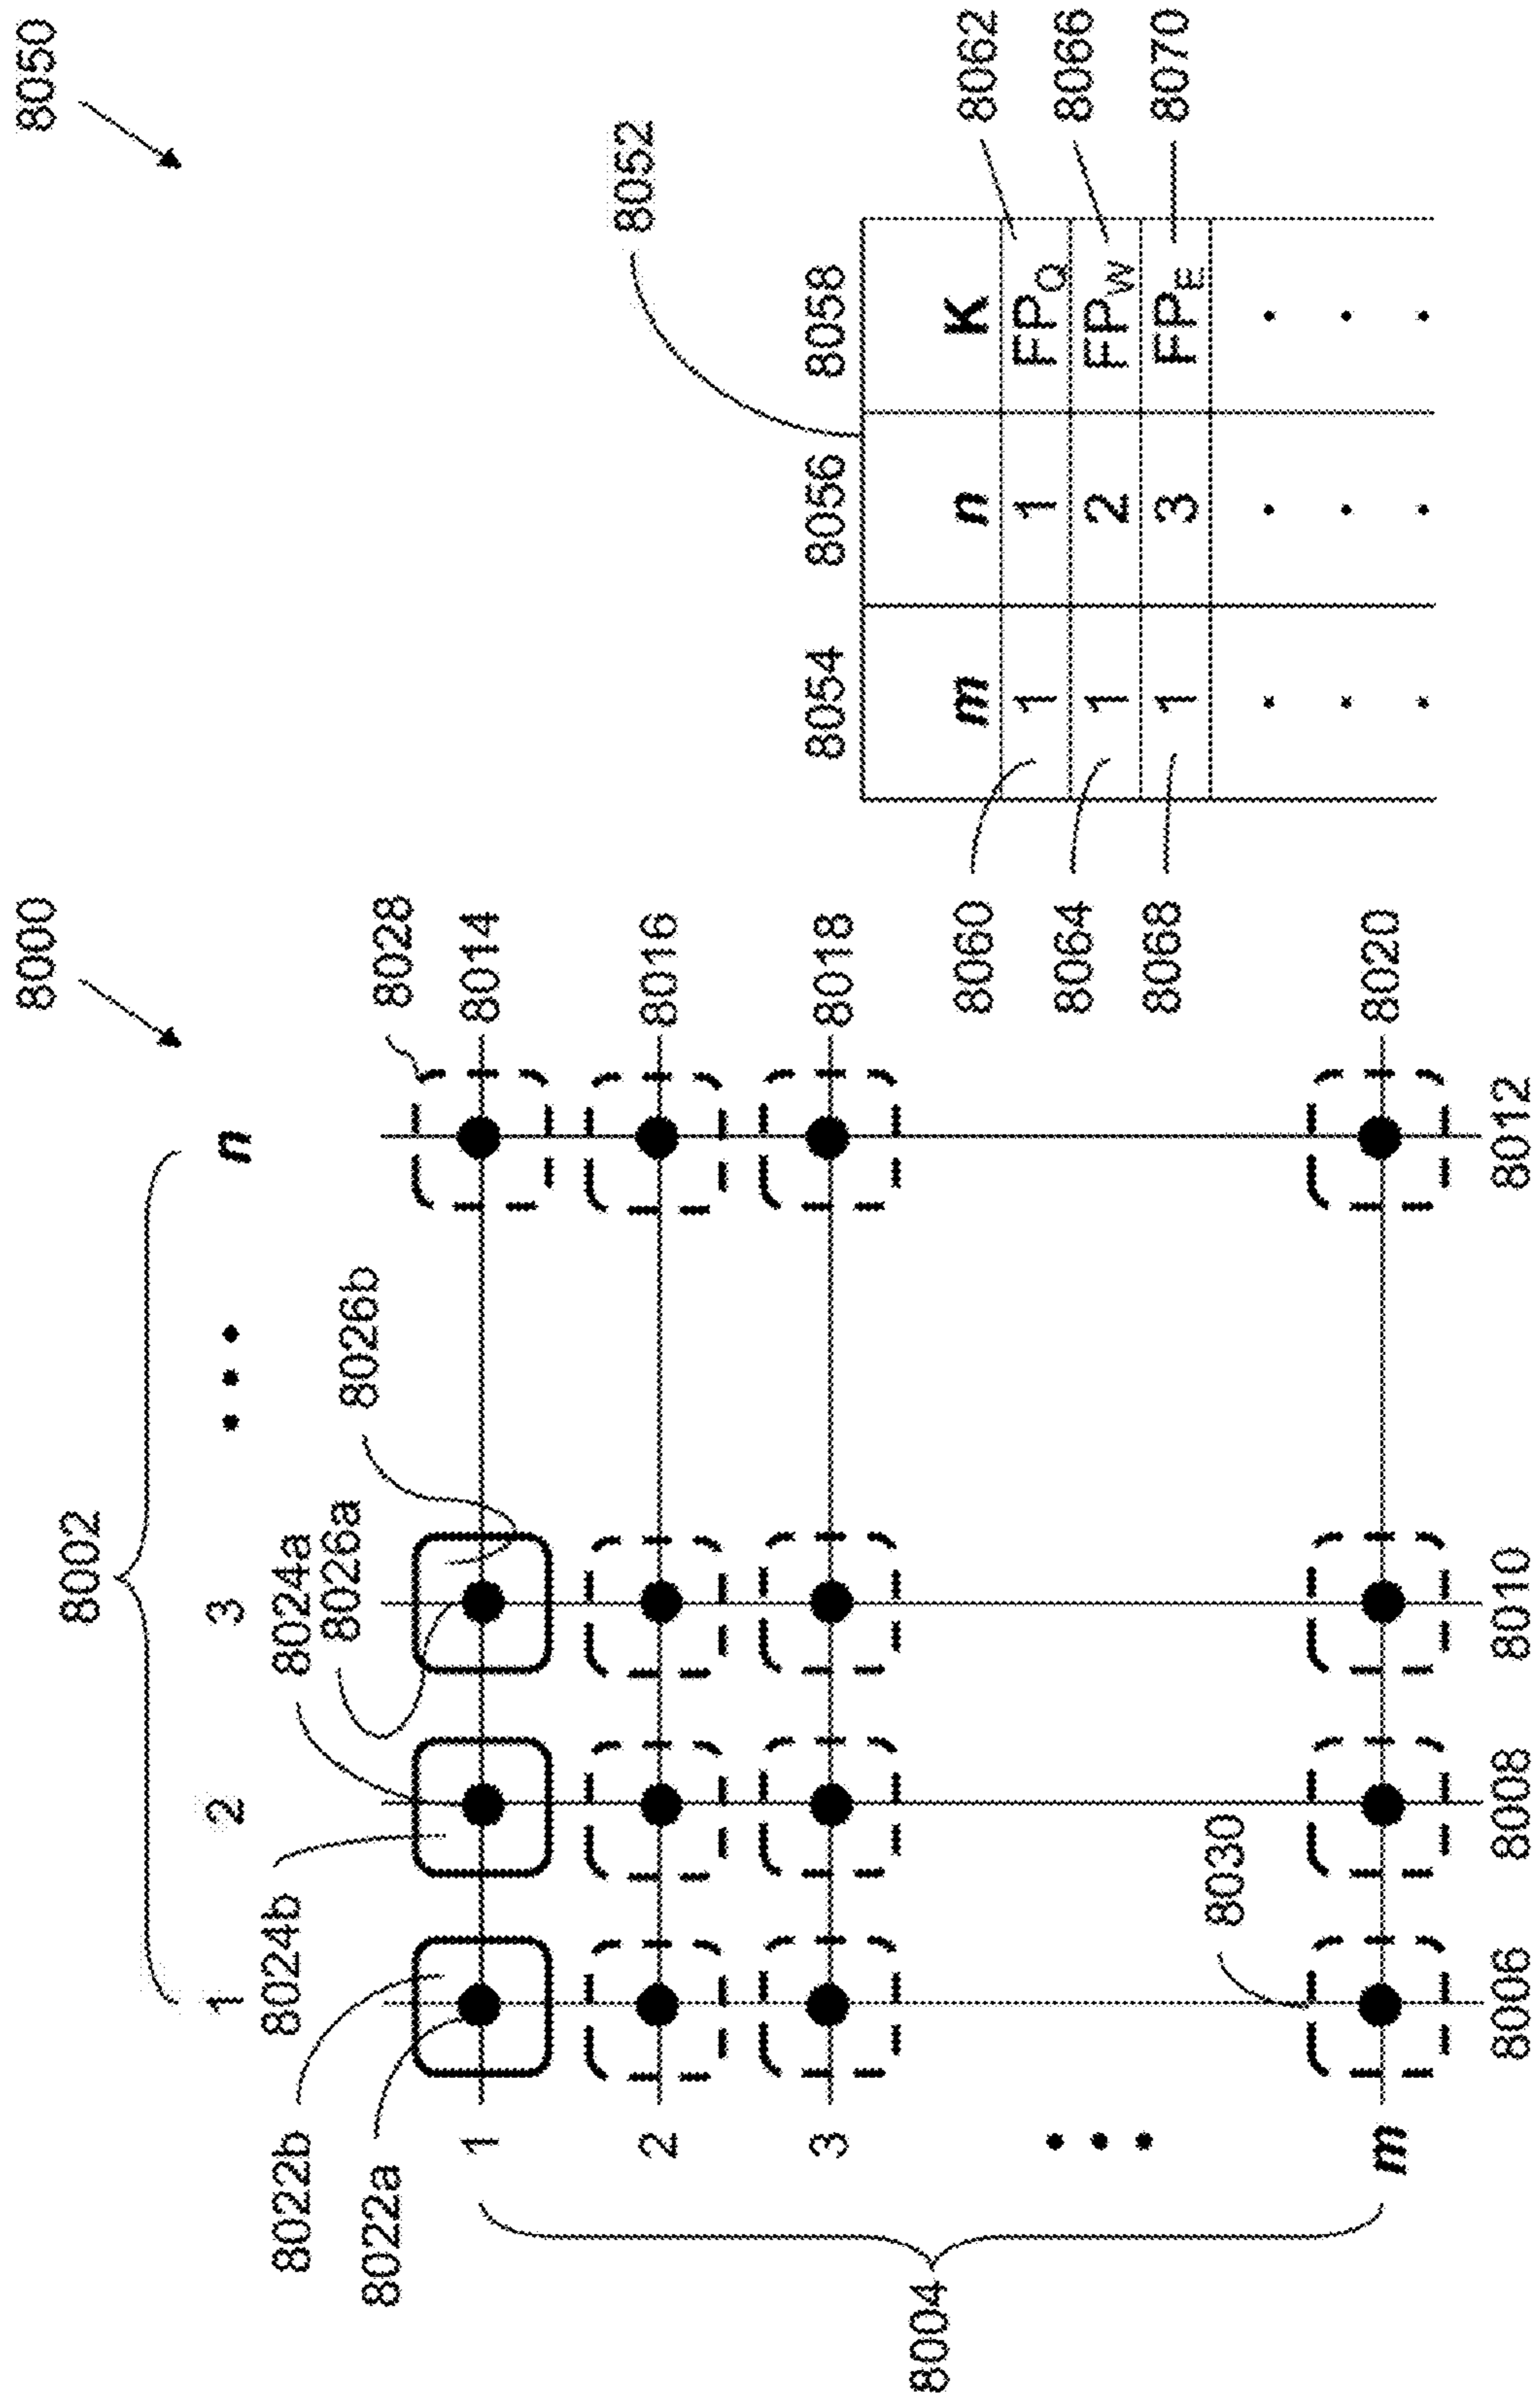 8000
8002
1 2 3 • • • n
8022b
8024b
8024a
8026a
8026b
8028
8022a
1 8014
2 8016
3 8018
8004
• • •
8030
m 8020
8006 8008 8010 8012
8050
8052
8054 8056 8058
m n K
8060 1 1 FPQ 8062
8064 1 2 FPW 8066
8068 1 3 FPE 8070